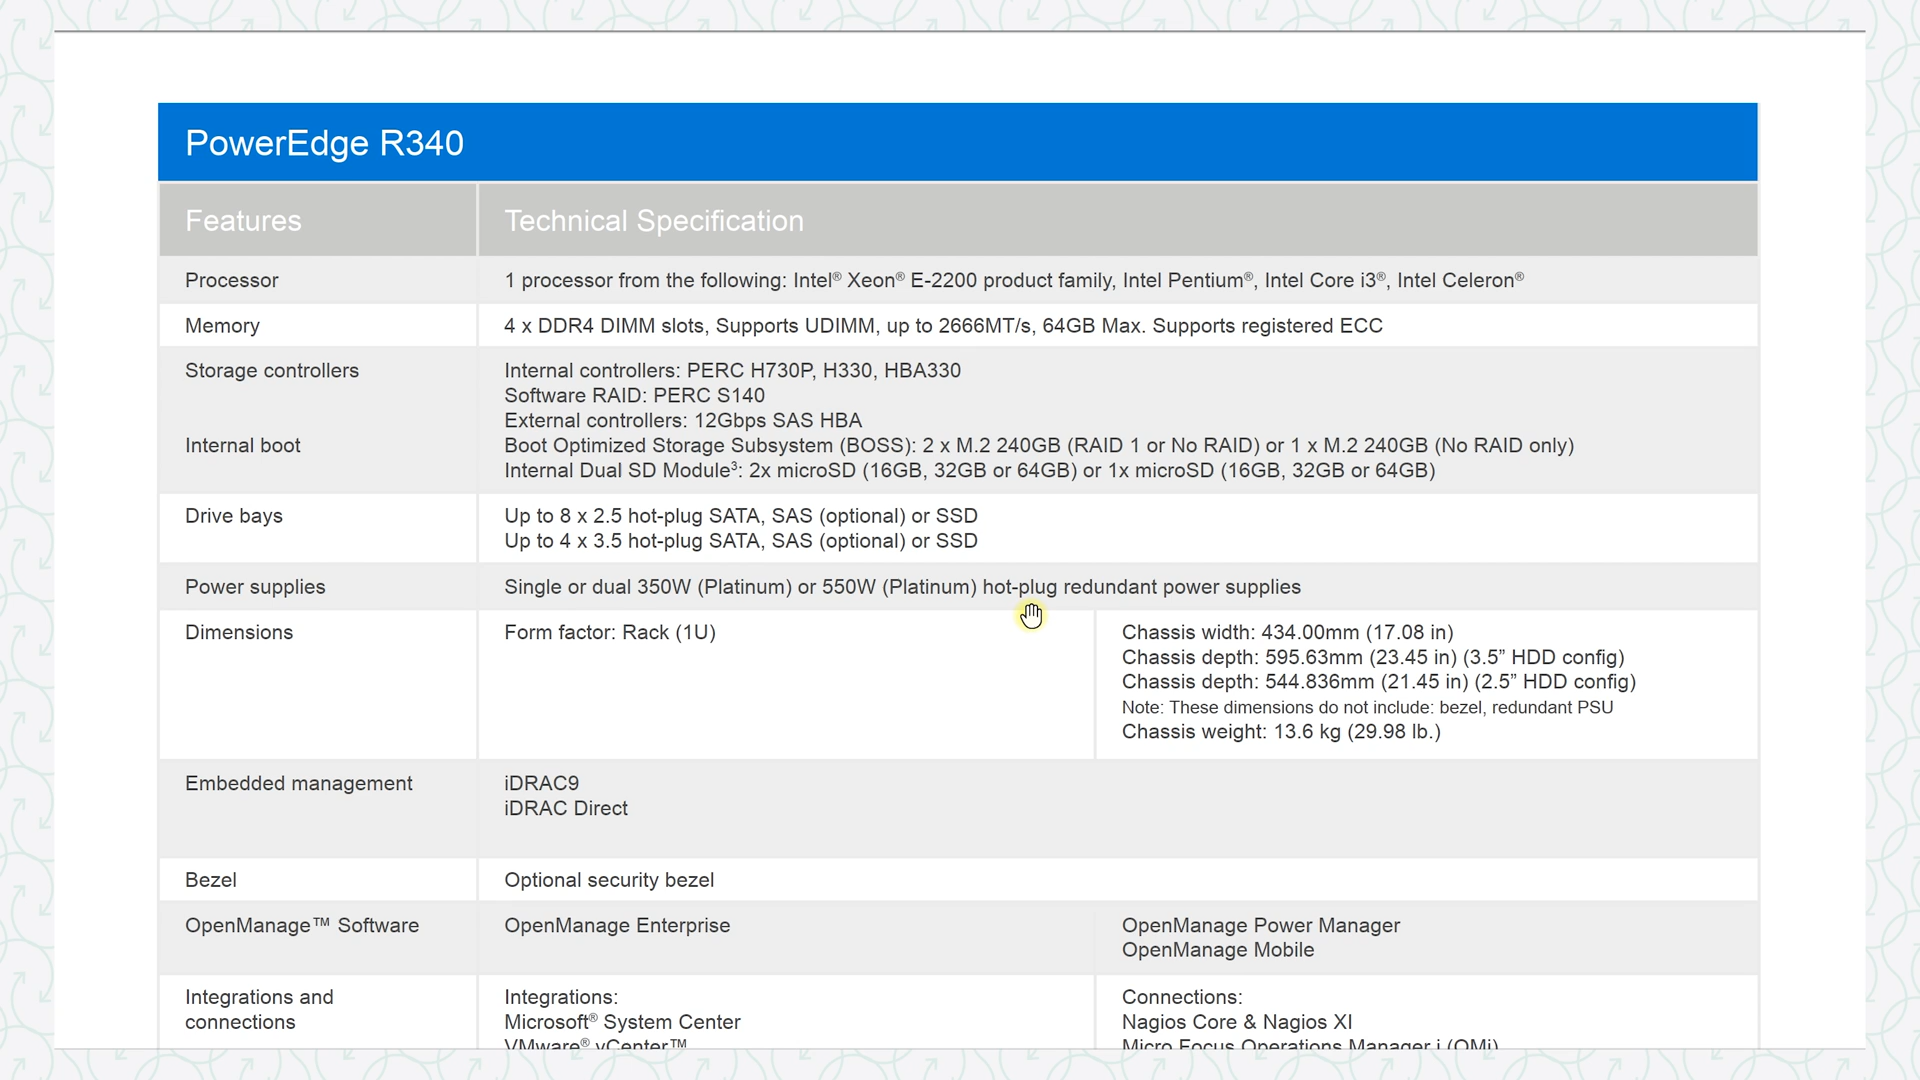 PowerEdge R340
Features
Technical Specification
Processor
1 processor from the following: Intel® Xeon® E-2200 product family, Intel Pentium®, Intel Core i3®, Intel Celeron®
Memory
4 x DDR4 DIMM slots, Supports UDIMM, up to 2666MT/s, 64GB Max. Supports registered ECC
Storage controllers
Internal controllers: PERC H730P, H330, HBA330
Software RAID: PERC S140
External controllers: 12Gbps SAS HBA
Internal boot
Boot Optimized Storage Subsystem (BOSS): 2 x M.2 240GB (RAID 1 or No RAID) or 1 x M.2 240GB (No RAID only)
Internal Dual SD Module³: 2x microSD (16GB, 32GB or 64GB) or 1x microSD (16GB, 32GB or 64GB)
Drive bays
Up to 8 x 2.5 hot-plug SATA, SAS (optional) or SSD
Up to 4 x 3.5 hot-plug SATA, SAS (optional) or SSD
Power supplies
Single or dual 350W (Platinum) or 550W (Platinum) hot-plug redundant power supplies
Dimensions
Form factor: Rack (1U)
Chassis width: 434.00mm (17.08 in)
Chassis depth: 595.63mm (23.45 in) (3.5” HDD config)
Chassis depth: 544.836mm (21.45 in) (2.5” HDD config)
Note: These dimensions do not include: bezel, redundant PSU
Chassis weight: 13.6 kg (29.98 lb.)
Embedded management
iDRAC9
iDRAC Direct
Bezel
Optional security bezel
OpenManage™ Software
OpenManage Enterprise
OpenManage Power Manager
OpenManage Mobile
Integrations and
connections
Integrations:
Microsoft® System Center
VMware® vCenter™
Connections:
Nagios Core & Nagios XI
Micro Focus Operations Manager i (OMi)